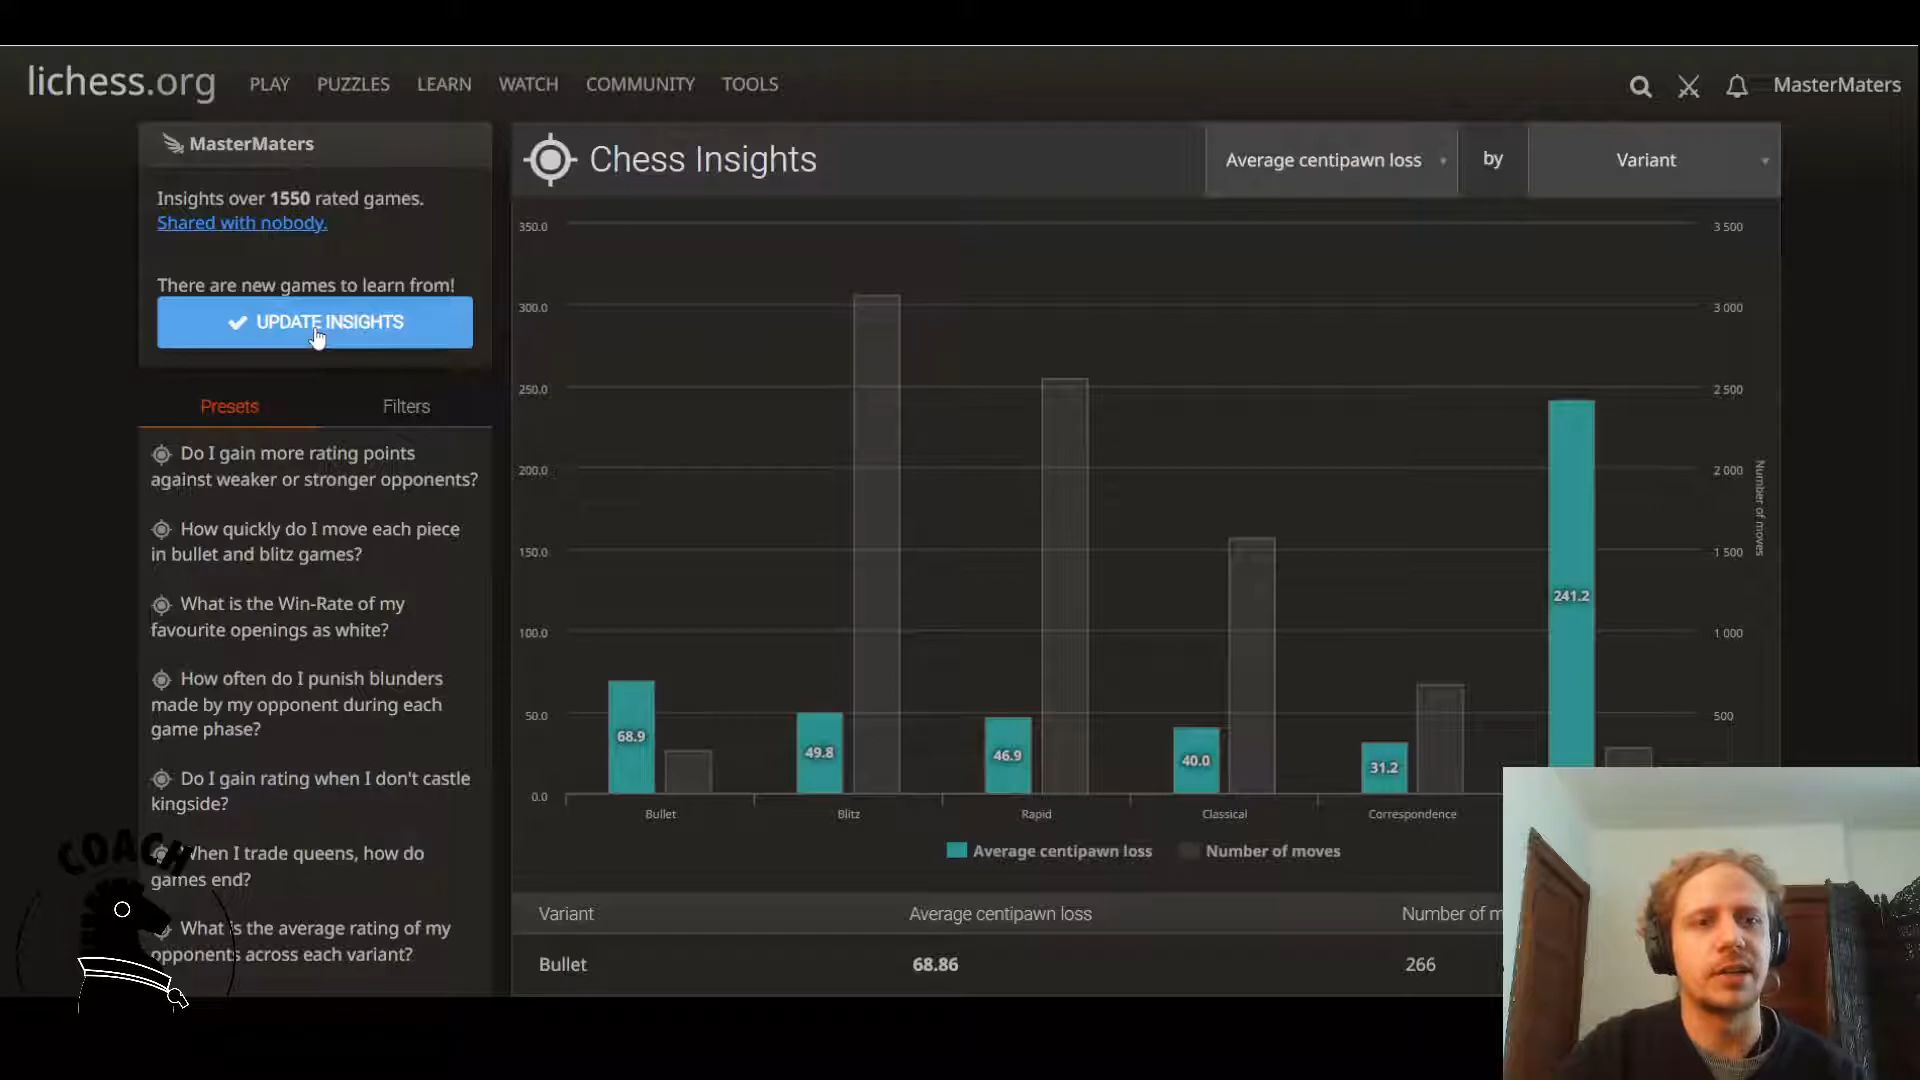 lichess.org PLAY PUZZLES LEARN WATCH COMMUNITY TOOLS MasterMaters
MasterMaters
Insights over 1550 rated games.
Shared with nobody.
There are new games to learn from!
UPDATE INSIGHTS
Presets Filters
Do I gain more rating points
against weaker or stronger opponents?
How quickly do I move each piece
in bullet and blitz games?
What is the Win-Rate of my
favourite openings as white?
How often do I punish blunders
made by my opponent during each
game phase?
Do I gain rating when I don't castle
kingside?
When I trade queens, how do
games end?
What is the average rating of my
opponents across each variant?
COACH
Chess Insights
Average centipawn loss by Variant
350.0
300.0
250.0
200.0
150.0
100.0
50.0
0.0
3 500
3 000
2 500
2 000
1 500
1 000
500
Number of moves
68.9
49.8
46.9
40.0
31.2
241.2
Bullet Blitz Rapid Classical Correspondence
Average centipawn loss Number of moves
Variant Average centipawn loss Number of m
Bullet 68.86 266